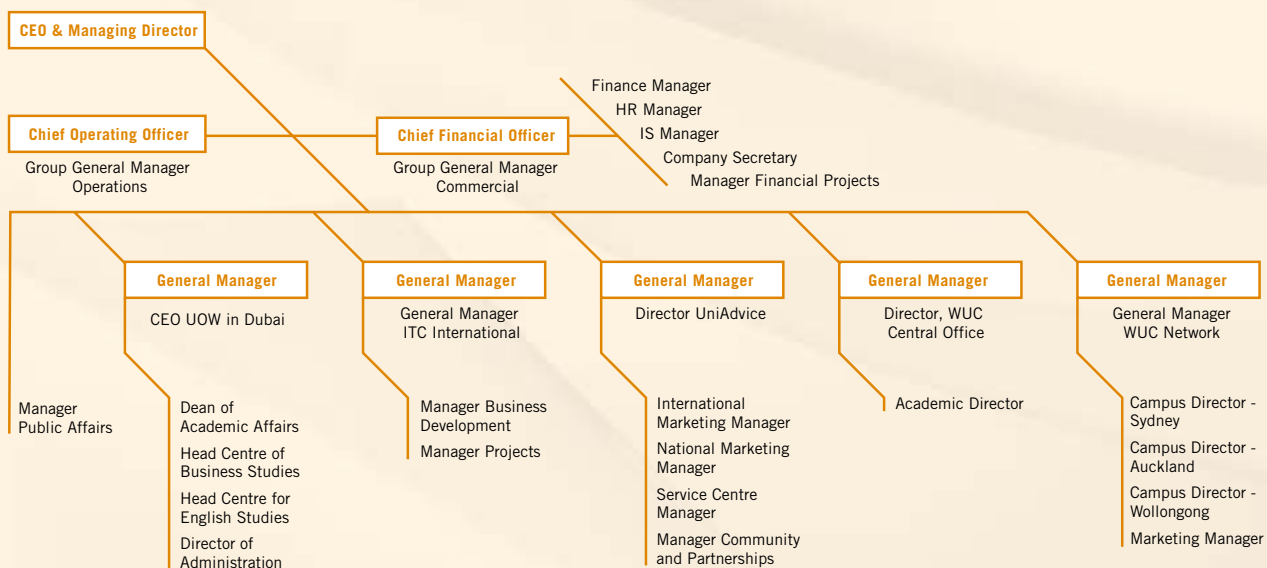 CEO & Managing Director
Finance Manager
HR Manager
IS Manager
Company Secretary
Manager Financial Projects
Chief Operating Officer
Group General Manager
Operations
Chief Financial Officer
Group General Manager
Commercial
Manager
Public Affairs
General Manager
CEO UOW in Dubai
Dean of
Academic Affairs
Head Centre of
Business Studies
Head Centre for
English Studies
Director of
Administration
General Manager
General Manager
ITC International
Manager Business
Development
Manager Projects
General Manager
Director UniAdvice
International
Marketing Manager
National Marketing
Manager
Service Centre
Manager
Manager Community
and Partnerships
General Manager
Director, WUC
Central Office
Academic Director
General Manager
General Manager
WUC Network
Campus Director -
Sydney
Campus Director -
Auckland
Campus Director -
Wollongong
Marketing Manager